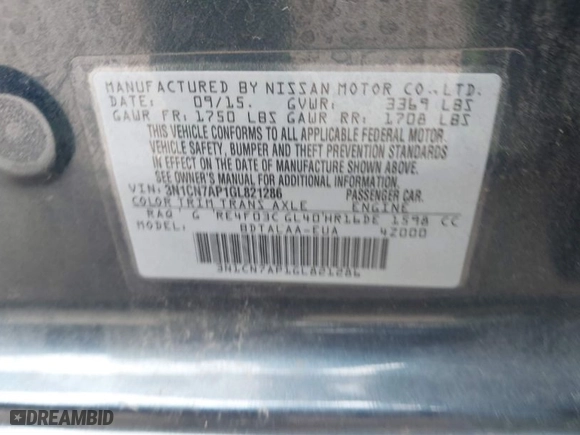 MANUFACTURED BY NISSAN MOTOR CO.,LTD.
DATE: 09/15. GVWR: 3369 LBS
GAWR FR: 1750 LBS GAWR RR: 1708 LBS
THIS VEHICLE CONFORMS TO ALL APPLICABLE FEDERAL MOTOR
VEHICLE SAFETY, BUMPER AND THEFT PREVENTION STANDARDS
IN EFFECT ON THE DATE OF MANUFACTURE SHOWN ABOVE.
SEE OWNER'S MANUAL FOR ADDITIONAL INFORMATION
VIN: 3N1CN7AP1GL821286 PASSENGER CAR.
COLOR TRIM TRANS AXLE ENGINE
RAQ G RE4F03C GL40 HR16DE 1598 CC
MODEL: BDTALAA-EUA 42000
3N1CN7AP1GL821286
DREAMBID